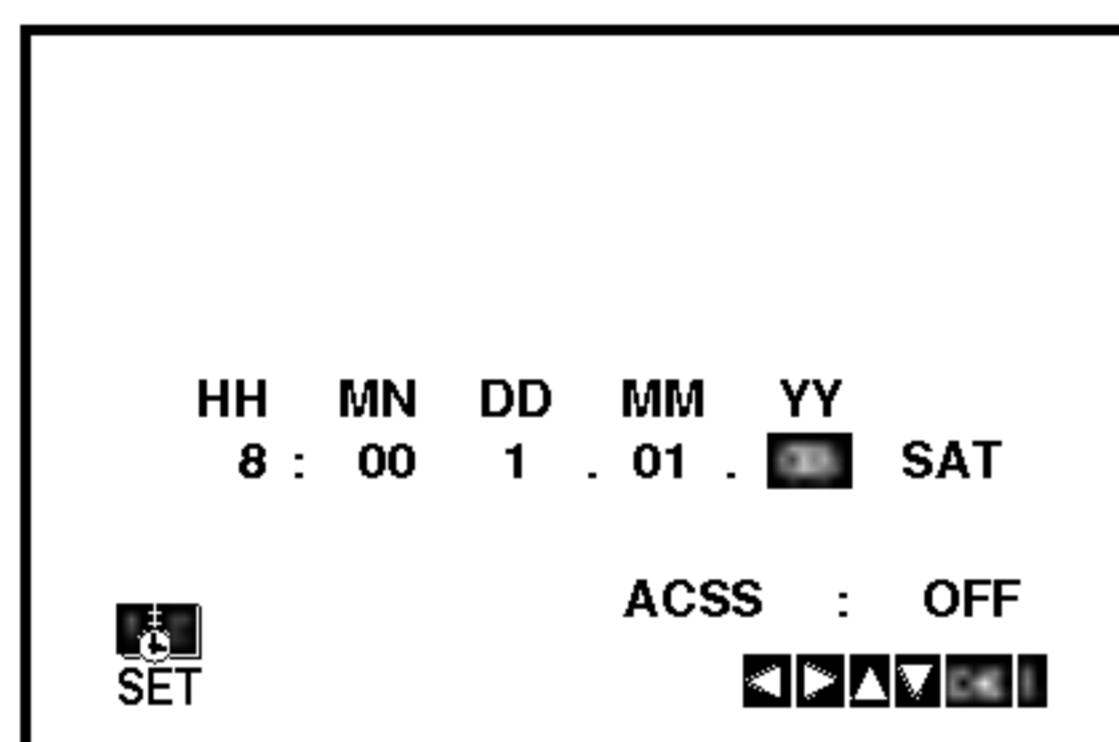 HH MN DD MM YY
8 : 00 1 . 01 . SAT
ACSS : OFF
SET